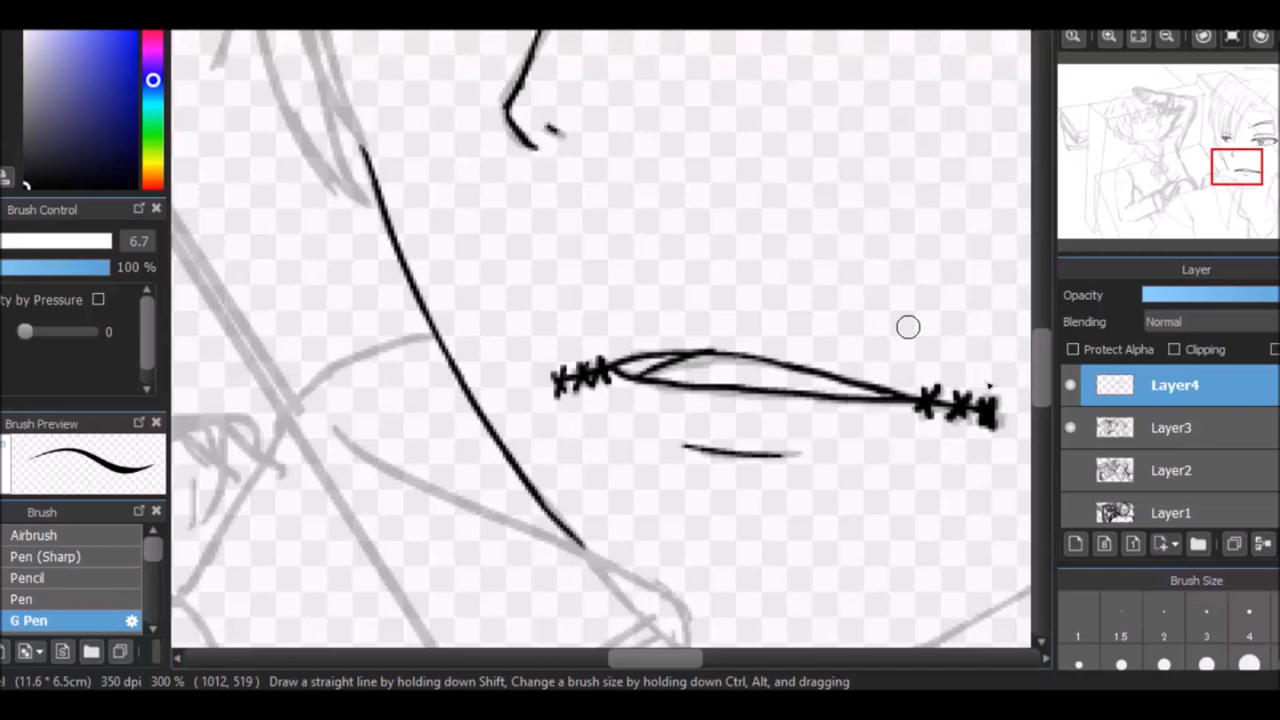 Brush Control
6.7
100 %
ty by Pressure
0
Brush Preview
Brush
Airbrush
Pen (Sharp)
Pencil
Pen
G Pen
Layer
Opacity
Blending
Normal
Protect Alpha
Clipping
Layer4
Layer3
Layer2
Layer1
Brush Size
1
1.5
2
3
4
(11.6 * 6.5cm) 350 dpi 300 % ( 1012, 519 ) Draw a straight line by holding down Shift, Change a brush size by holding down Ctrl, Alt, and dragging